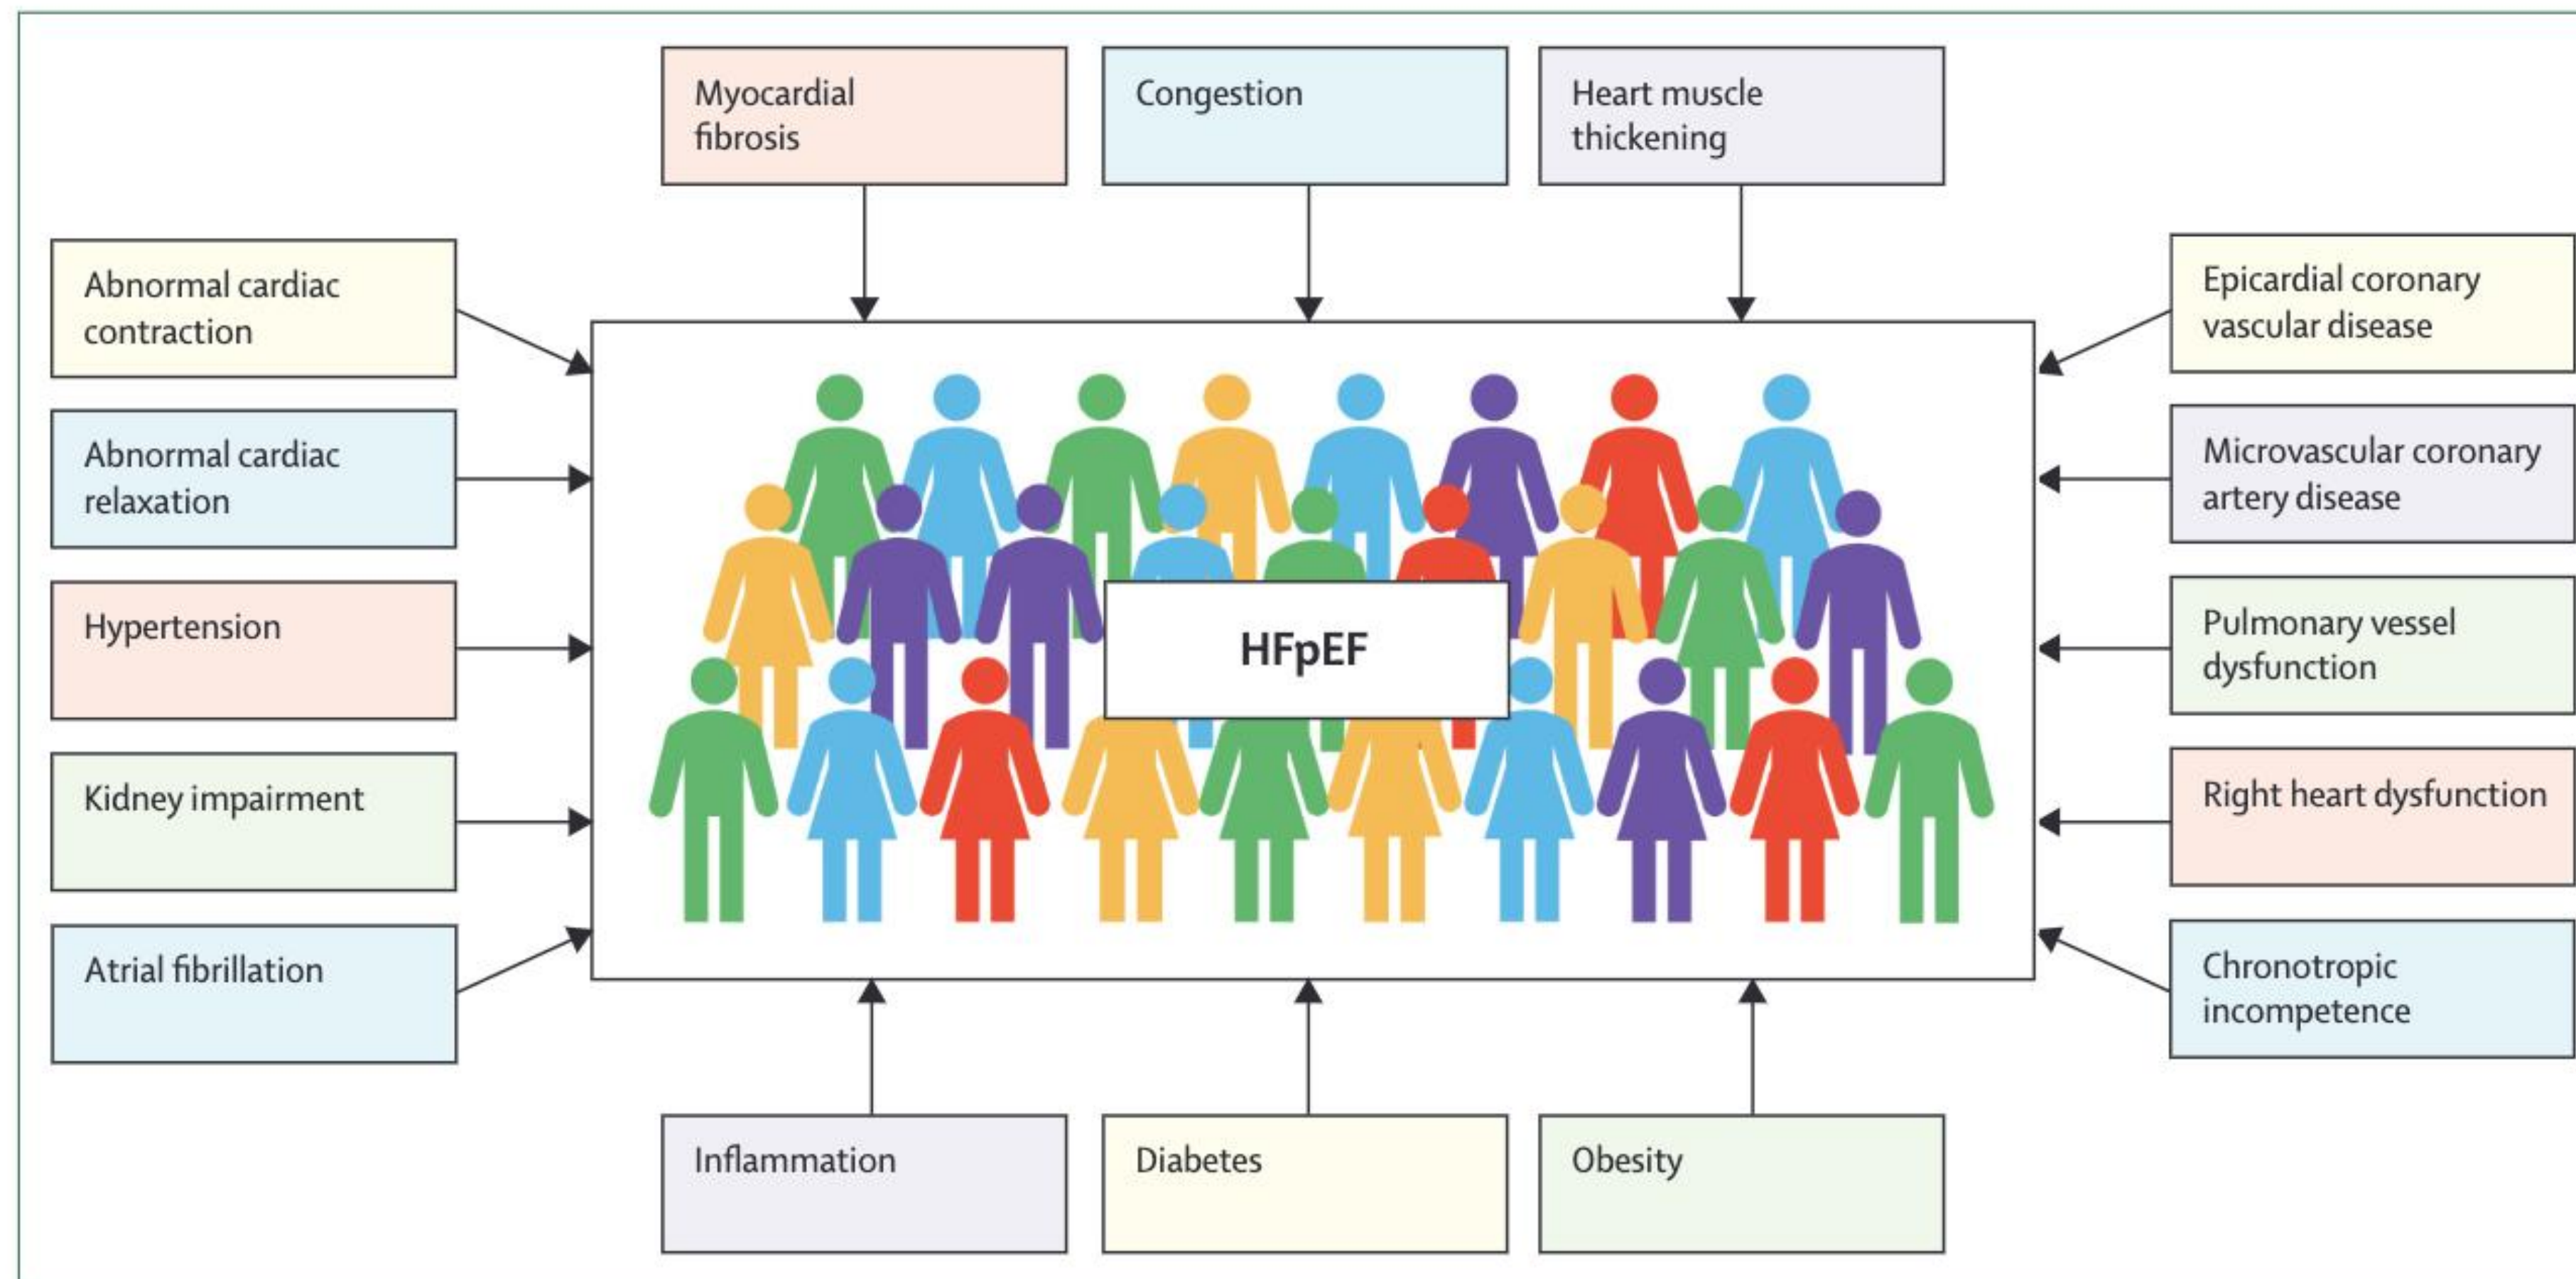 Myocardial
fibrosis
Congestion
Heart muscle
thickening
Abnormal cardiac
contraction
Abnormal cardiac
relaxation
Hypertension
Kidney impairment
Atrial fibrillation
HFpEF
Epicardial coronary
vascular disease
Microvascular coronary
artery disease
Pulmonary vessel
dysfunction
Right heart dysfunction
Chronotropic
incompetence
Inflammation
Diabetes
Obesity